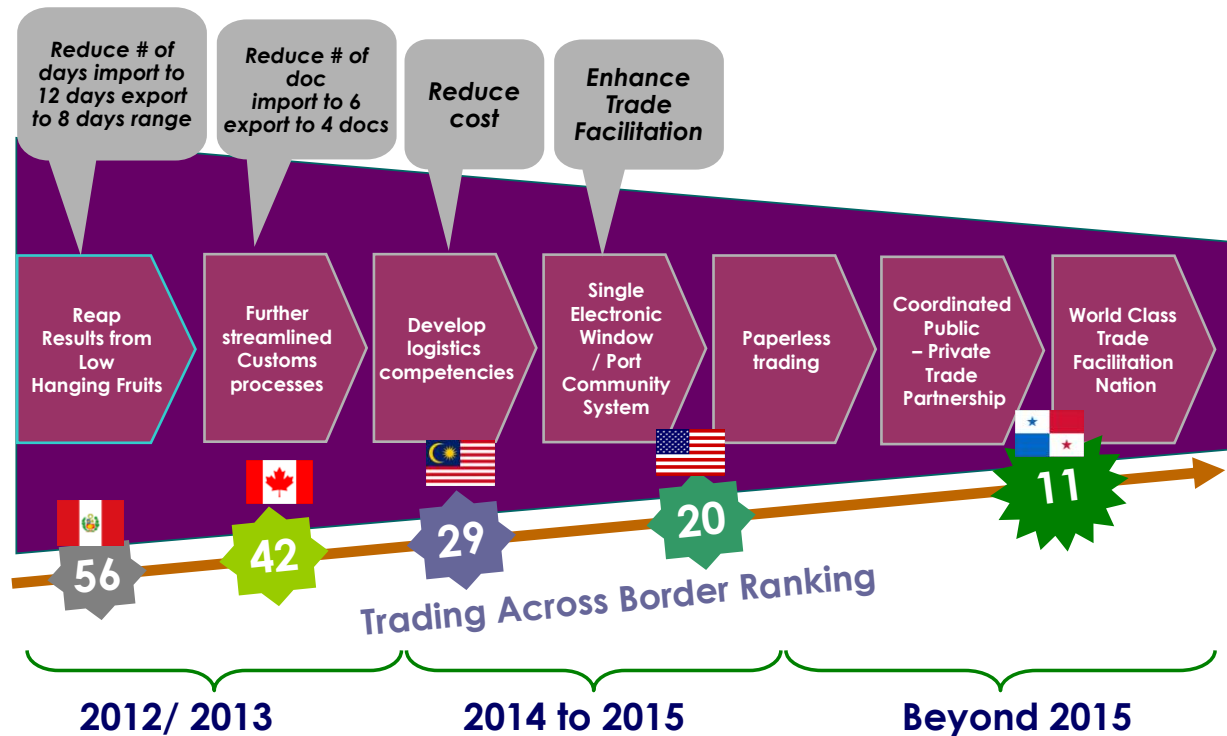 Reduce # of
days import to
12 days export
to 8 days range
Reduce # of
doc
import to 6
export to 4 docs
Reduce
cost
Enhance
Trade
Facilitation
Reap
Results from
Low
Hanging Fruits
Further
streamlined
Customs
processes
Develop
logistics
competencies
Single
Electronic
Window
/ Port
Community
System
Paperless
trading
Coordinated
Public
– Private
Trade
Partnership
World Class
Trade
Facilitation
Nation
56
42
29
20
11
Trading Across Border Ranking
2012/ 2013
2014 to 2015
Beyond 2015